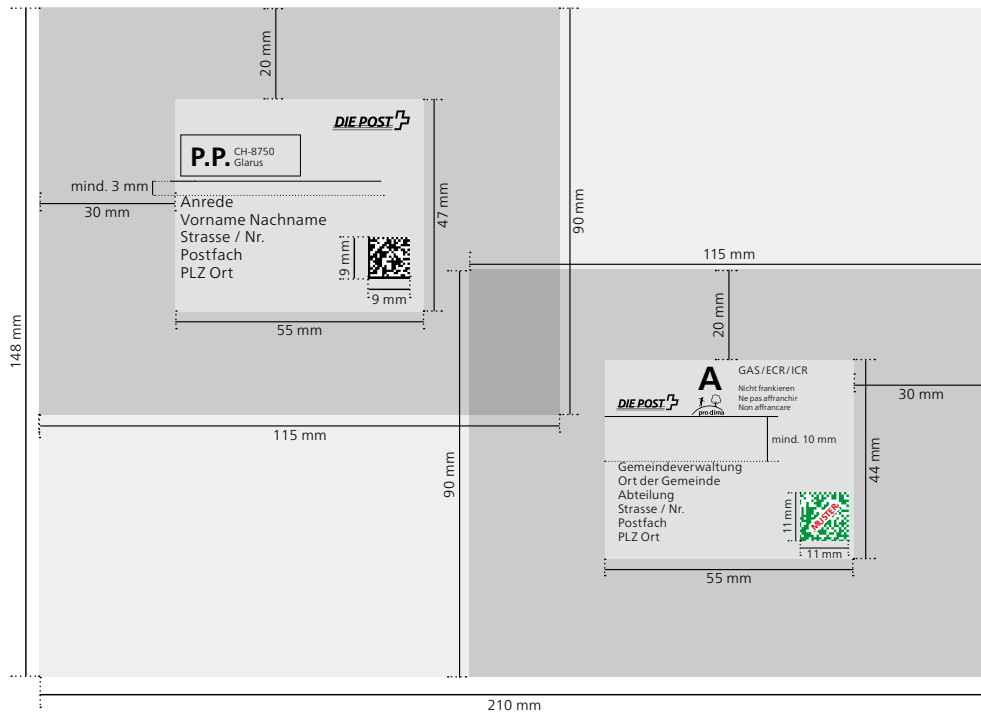 20 mm
DIE POST
P.P. CH-8750
Glarus
mind. 3 mm
30 mm
Anrede
Vorname Nachname
Strasse / Nr.
Postfach
PLZ Ort
9 mm
9 mm
47 mm
55 mm
90 mm
148 mm
115 mm
115 mm
20 mm
A
GAS/ECR/ICR
Nicht frankieren
Ne pas affranchir
Non affrancare
DIE POST
pro clima
30 mm
mind. 10 mm
44 mm
90 mm
Gemeindeverwaltung
Ort der Gemeinde
Abteilung
Strasse / Nr.
Postfach
PLZ Ort
11 mm
MUSTER
11 mm
55 mm
210 mm